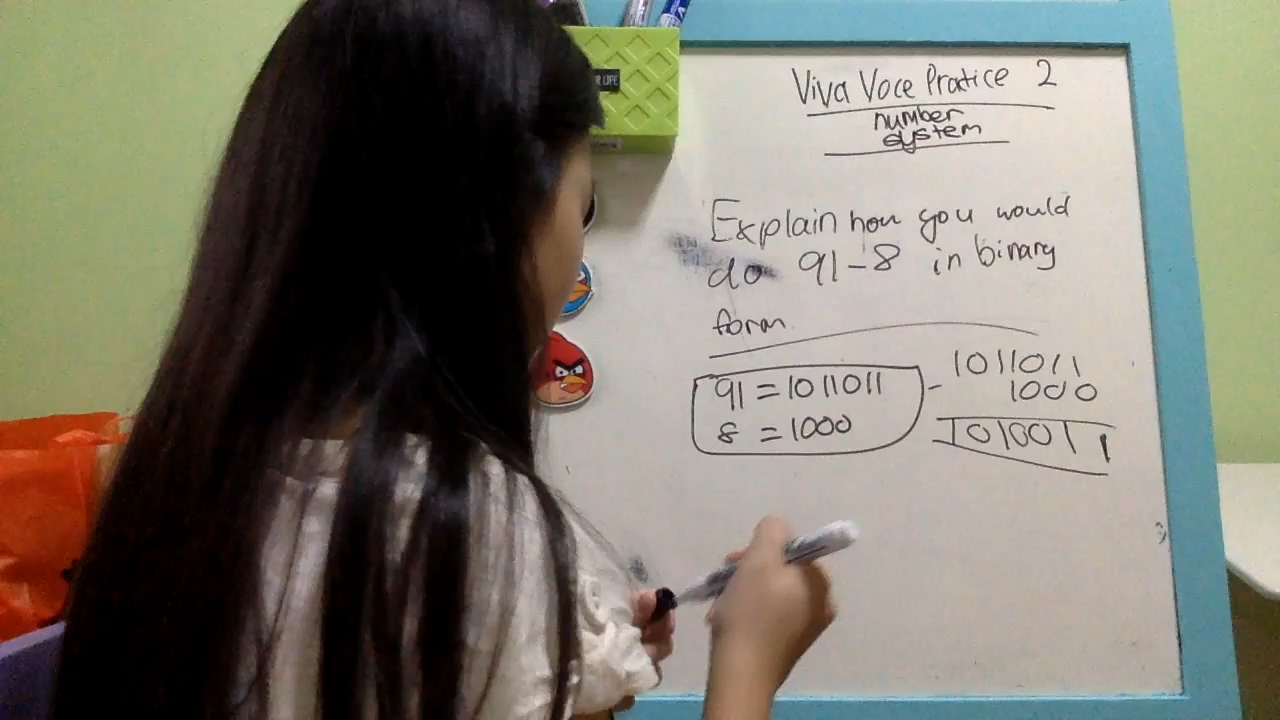 Viva Voce Practice 2
number
system
Explain how you would
do 91-8 in binary
form
91 = 1011011
8 = 1000
1011011
- 1000
1010011